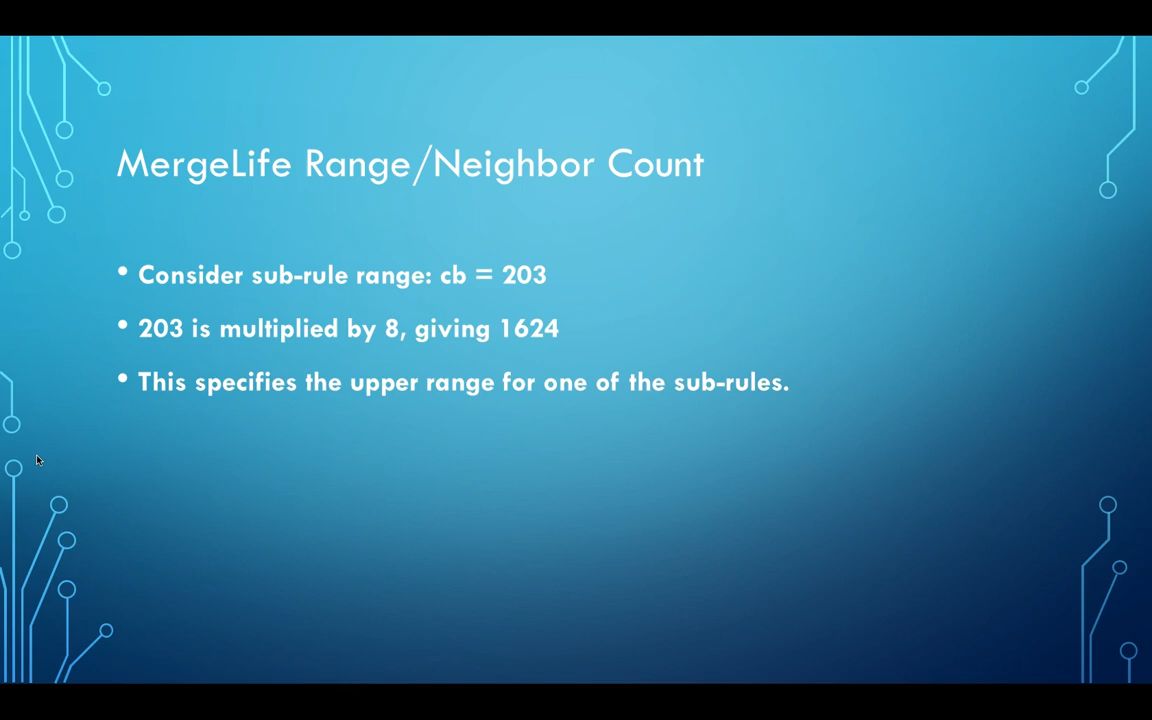 MergeLife Range/Neighbor Count
• Consider sub-rule range: cb = 203
• 203 is multiplied by 8, giving 1624
• This specifies the upper range for one of the sub-rules.